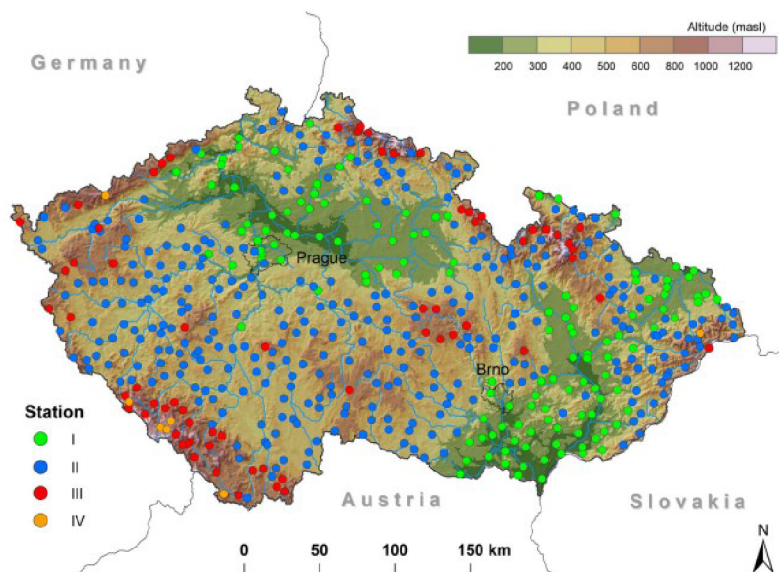 Altitude (masl)
200 300 400 500 600 800 1000 1200
Germany
Poland
Prague
Brno
Station
I
II
III
IV
Austria
Slovakia
N
0 50 100 150 km